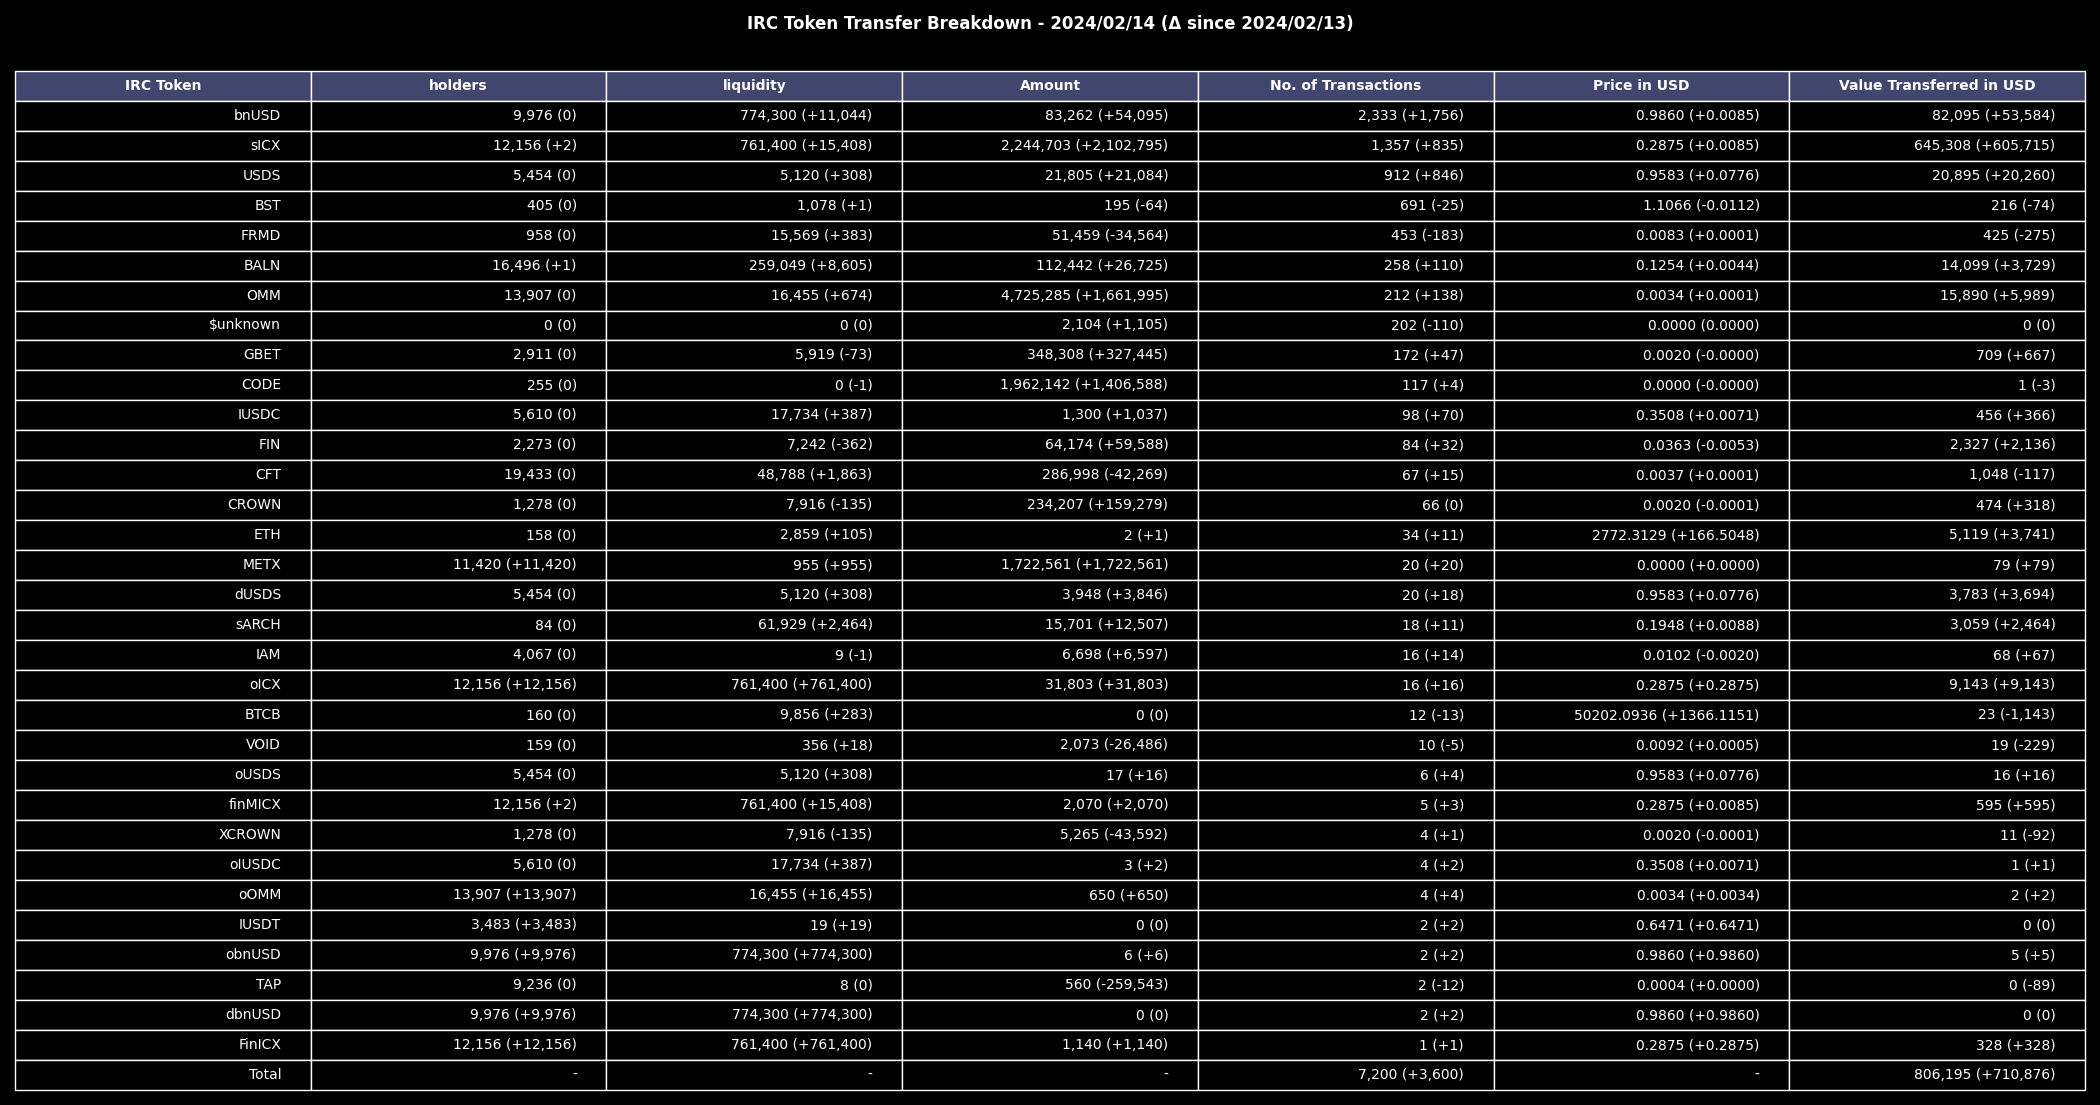 IRC Token Transfer Breakdown - 2024/02/14 (Δ since 2024/02/13)
IRC Token holders liquidity Amount No. of Transactions Price in USD Value Transferred in USD
bnUSD 9,976 (0) 774,300 (+11,044) 83,262 (+54,095) 2,333 (+1,756) 0.9860 (+0.0085) 82,095 (+53,584)
sICX 12,156 (+2) 761,400 (+15,408) 2,244,703 (+2,102,795) 1,357 (+835) 0.2875 (+0.0085) 645,308 (+605,715)
USDS 5,454 (0) 5,120 (+308) 21,805 (+21,084) 912 (+846) 0.9583 (+0.0776) 20,895 (+20,260)
BST 405 (0) 1,078 (+1) 195 (-64) 691 (-25) 1.1066 (-0.0112) 216 (-74)
FRMD 958 (0) 15,569 (+383) 51,459 (-34,564) 453 (-183) 0.0083 (+0.0001) 425 (-275)
BALN 16,496 (+1) 259,049 (+8,605) 112,442 (+26,725) 258 (+110) 0.1254 (+0.0044) 14,099 (+3,729)
OMM 13,907 (0) 16,455 (+674) 4,725,285 (+1,661,995) 212 (+138) 0.0034 (+0.0001) 15,890 (+5,989)
$unknown 0 (0) 0 (0) 2,104 (+1,105) 202 (-110) 0.0000 (0.0000) 0 (0)
GBET 2,911 (0) 5,919 (-73) 348,308 (+327,445) 172 (+47) 0.0020 (-0.0000) 709 (+667)
CODE 255 (0) 0 (-1) 1,962,142 (+1,406,588) 117 (+4) 0.0000 (-0.0000) 1 (-3)
IUSDC 5,610 (0) 17,734 (+387) 1,300 (+1,037) 98 (+70) 0.3508 (+0.0071) 456 (+366)
FIN 2,273 (0) 7,242 (-362) 64,174 (+59,588) 84 (+32) 0.0363 (-0.0053) 2,327 (+2,136)
CFT 19,433 (0) 48,788 (+1,863) 286,998 (-42,269) 67 (+15) 0.0037 (+0.0001) 1,048 (-117)
CROWN 1,278 (0) 7,916 (-135) 234,207 (+159,279) 66 (0) 0.0020 (-0.0001) 474 (+318)
ETH 158 (0) 2,859 (+105) 2 (+1) 34 (+11) 2772.3129 (+166.5048) 5,119 (+3,741)
METX 11,420 (+11,420) 955 (+955) 1,722,561 (+1,722,561) 20 (+20) 0.0000 (+0.0000) 79 (+79)
dUSDS 5,454 (0) 5,120 (+308) 3,948 (+3,846) 20 (+18) 0.9583 (+0.0776) 3,783 (+3,694)
sARCH 84 (0) 61,929 (+2,464) 15,701 (+12,507) 18 (+11) 0.1948 (+0.0088) 3,059 (+2,464)
IAM 4,067 (0) 9 (-1) 6,698 (+6,597) 16 (+14) 0.0102 (-0.0020) 68 (+67)
oICX 12,156 (+12,156) 761,400 (+761,400) 31,803 (+31,803) 16 (+16) 0.2875 (+0.2875) 9,143 (+9,143)
BTCB 160 (0) 9,856 (+283) 0 (0) 12 (-13) 50202.0936 (+1366.1151) 23 (-1,143)
VOID 159 (0) 356 (+18) 2,073 (-26,486) 10 (-5) 0.0092 (+0.0005) 19 (-229)
oUSDS 5,454 (0) 5,120 (+308) 17 (+16) 6 (+4) 0.9583 (+0.0776) 16 (+16)
finMICX 12,156 (+2) 761,400 (+15,408) 2,070 (+2,070) 5 (+3) 0.2875 (+0.0085) 595 (+595)
XCROWN 1,278 (0) 7,916 (-135) 5,265 (-43,592) 4 (+1) 0.0020 (-0.0001) 11 (-92)
oIUSDC 5,610 (0) 17,734 (+387) 3 (+2) 4 (+2) 0.3508 (+0.0071) 1 (+1)
oOMM 13,907 (+13,907) 16,455 (+16,455) 650 (+650) 4 (+4) 0.0034 (+0.0034) 2 (+2)
IUSDT 3,483 (+3,483) 19 (+19) 0 (0) 2 (+2) 0.6471 (+0.6471) 0 (0)
obnUSD 9,976 (+9,976) 774,300 (+774,300) 6 (+6) 2 (+2) 0.9860 (+0.9860) 5 (+5)
TAP 9,236 (0) 8 (0) 560 (-259,543) 2 (-12) 0.0004 (+0.0000) 0 (-89)
dbnUSD 9,976 (+9,976) 774,300 (+774,300) 0 (0) 2 (+2) 0.9860 (+0.9860) 0 (0)
FinICX 12,156 (+12,156) 761,400 (+761,400) 1,140 (+1,140) 1 (+1) 0.2875 (+0.2875) 328 (+328)
Total - - - 7,200 (+3,600) - 806,195 (+710,876)